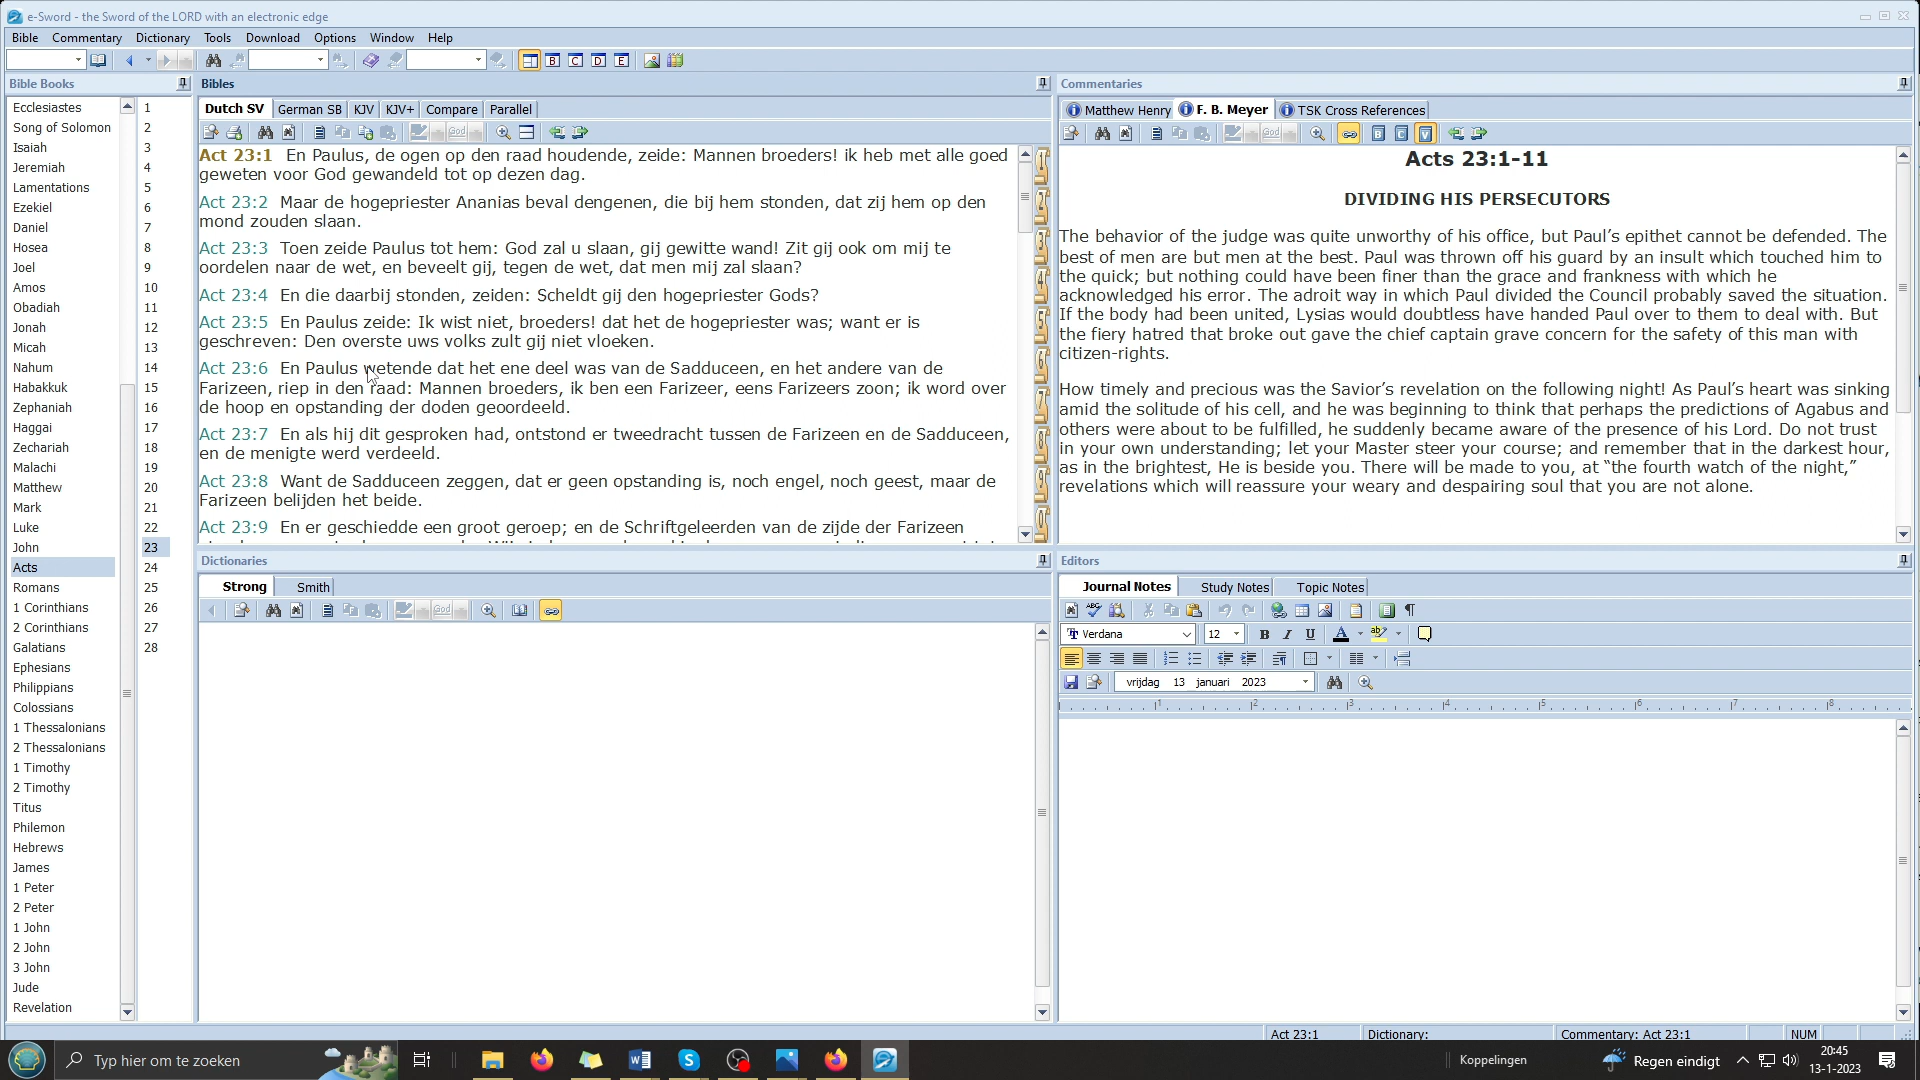 e-Sword - the Sword of the LORD with an electronic edge
Bible Commentary Dictionary Tools Download Options Window Help
B C D E
Bible Books
Ecclesiastes
Song of Solomon
Isaiah
Jeremiah
Lamentations
Ezekiel
Daniel
Hosea
Joel
Amos
Obadiah
Jonah
Micah
Nahum
Habakkuk
Zephaniah
Haggai
Zechariah
Malachi
Matthew
Mark
Luke
John
Acts
Romans
1 Corinthians
2 Corinthians
Galatians
Ephesians
Philippians
Colossians
1 Thessalonians
2 Thessalonians
1 Timothy
2 Timothy
Titus
Philemon
Hebrews
James
1 Peter
2 Peter
1 John
2 John
3 John
Jude
Revelation
1
2
3
4
5
6
7
8
9
10
11
12
13
14
15
16
17
18
19
20
21
22
23
24
25
26
27
28
Bibles
Dutch SV German SB KJV KJV+ Compare Parallel
God
Act 23:1 En Paulus, de ogen op den raad houdende, zeide: Mannen broeders! ik heb met alle goed
geweten voor God gewandeld tot op dezen dag.
Act 23:2 Maar de hogepriester Ananias beval dengenen, die bij hem stonden, dat zij hem op den
mond zouden slaan.
Act 23:3 Toen zeide Paulus tot hem: God zal u slaan, gij gewitte wand! Zit gij ook om mij te
oordelen naar de wet, en beveelt gij, tegen de wet, dat men mij zal slaan?
Act 23:4 En die daarbij stonden, zeiden: Scheldt gij den hogepriester Gods?
Act 23:5 En Paulus zeide: Ik wist niet, broeders! dat het de hogepriester was; want er is
geschreven: Den overste uws volks zult gij niet vloeken.
Act 23:6 En Paulus wetende dat het ene deel was van de Sadduceen, en het andere van de
Farizeen, riep in den raad: Mannen broeders, ik ben een Farizeer, eens Farizeers zoon; ik word over
de hoop en opstanding der doden geoordeeld.
Act 23:7 En als hij dit gesproken had, ontstond er tweedracht tussen de Farizeen en de Sadduceen,
en de menigte werd verdeeld.
Act 23:8 Want de Sadduceen zeggen, dat er geen opstanding is, noch engel, noch geest, maar de
Farizeen belijden het beide.
Act 23:9 En er geschiedde een groot geroep; en de Schriftgeleerden van de zijde der Farizeen
1
2
3
4
5
6
7
8
9
0
Commentaries
Matthew Henry F. B. Meyer TSK Cross References
God B C V
Acts 23:1-11
DIVIDING HIS PERSECUTORS
The behavior of the judge was quite unworthy of his office, but Paul’s epithet cannot be defended. The
best of men are but men at the best. Paul was thrown off his guard by an insult which touched him to
the quick; but nothing could have been finer than the grace and frankness with which he
acknowledged his error. The adroit way in which Paul divided the Council probably saved the situation.
If the body had been united, Lysias would doubtless have handed Paul over to them to deal with. But
the fiery hatred that broke out gave the chief captain grave concern for the safety of this man with
citizen-rights.
How timely and precious was the Savior’s revelation on the following night! As Paul’s heart was sinking
amid the solitude of his cell, and he was beginning to think that perhaps the predictions of Agabus and
others were about to be fulfilled, he suddenly became aware of the presence of his Lord. Do not trust
in your own understanding; let your Master steer your course; and remember that in the darkest hour,
as in the brightest, He is beside you. There will be made to you, at “the fourth watch of the night,”
revelations which will reassure your weary and despairing soul that you are not alone.
Dictionaries
Strong Smith
God
Editors
Journal Notes Study Notes Topic Notes
ABC
Verdana 12 B I U A ab
vrijdag 13 januari 2023
1 2 3 4 5 6 7 8
Act 23:1 Dictionary: Commentary: Act 23:1 NUM
Typ hier om te zoeken
Koppelingen
Regen eindigt
20:45
13-1-2023